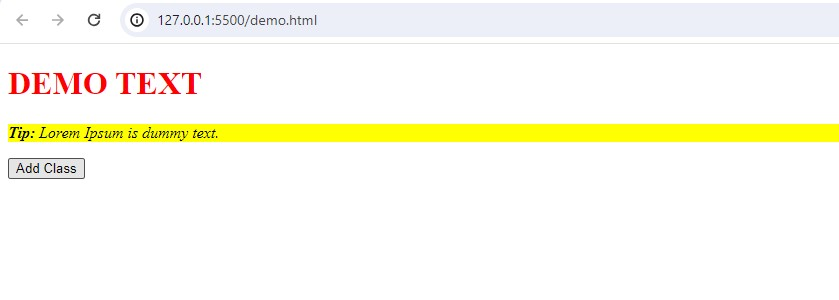 127.0.0.1:5500/demo.html
DEMO TEXT
Tip: Lorem Ipsum is dummy text.
Add Class